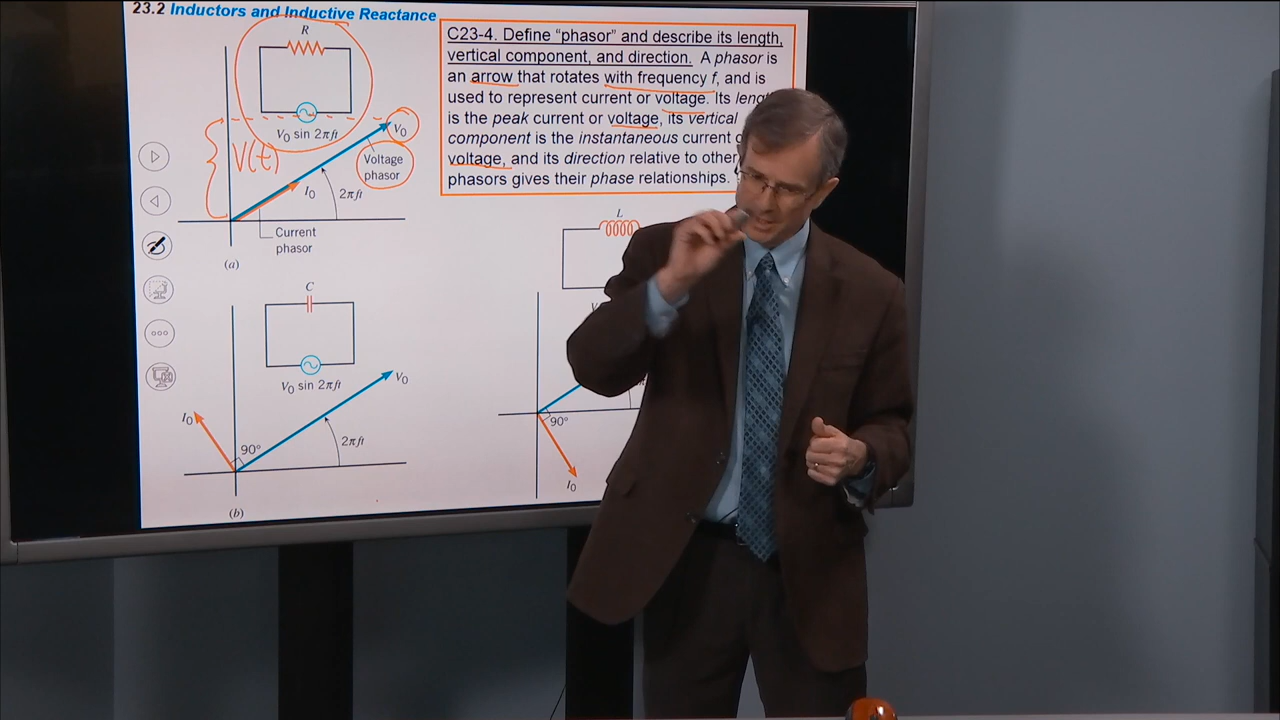 23.2 Inductors and Inductive Reactance
C23-4. Define "phasor" and describe its length,
vertical component, and direction. A phasor is
an arrow that rotates with frequency f, and is
used to represent current or voltage. Its
is the peak current or voltage, its vertical
component is the instantaneous current
voltage, and its direction relative to other
phasors gives their phase relationships.
R
V0 sin 2πft
V0
V(t)
Voltage
phasor
I0
2πft
Current
phasor
(a)
C
V0 sin 2πft
V0
I0
90°
2πft
(b)
L
90°
I0